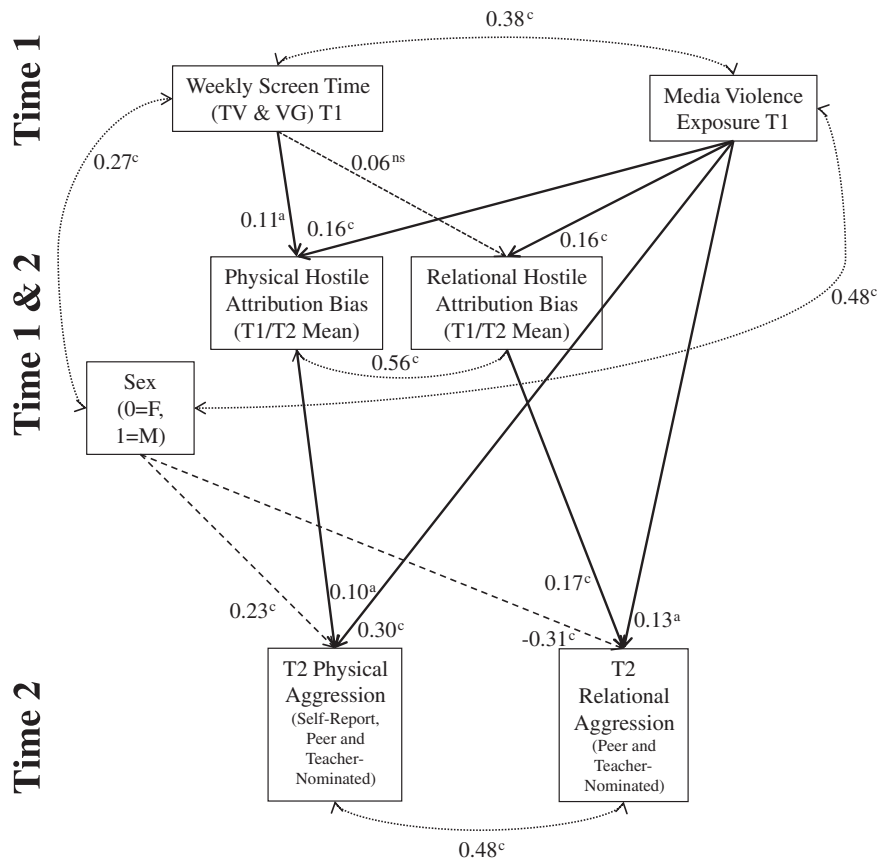 Time 1
0.38ᶜ
Weekly Screen Time
(TV & VG) T1
Media Violence
Exposure T1
0.27ᶜ
0.06ⁿˢ
0.11ᵃ
0.16ᶜ
0.16ᶜ
Time 1 & 2
Physical Hostile
Attribution Bias
(T1/T2 Mean)
Relational Hostile
Attribution Bias
(T1/T2 Mean)
0.48ᶜ
0.56ᶜ
Sex
(0=F,
1=M)
0.23ᶜ
0.10ᵃ
0.30ᶜ
0.17ᶜ
-0.31ᶜ
0.13ᵃ
Time 2
T2 Physical
Aggression
(Self-Report,
Peer and
Teacher-
Nominated)
T2
Relational
Aggression
(Peer and
Teacher-
Nominated)
0.48ᶜ